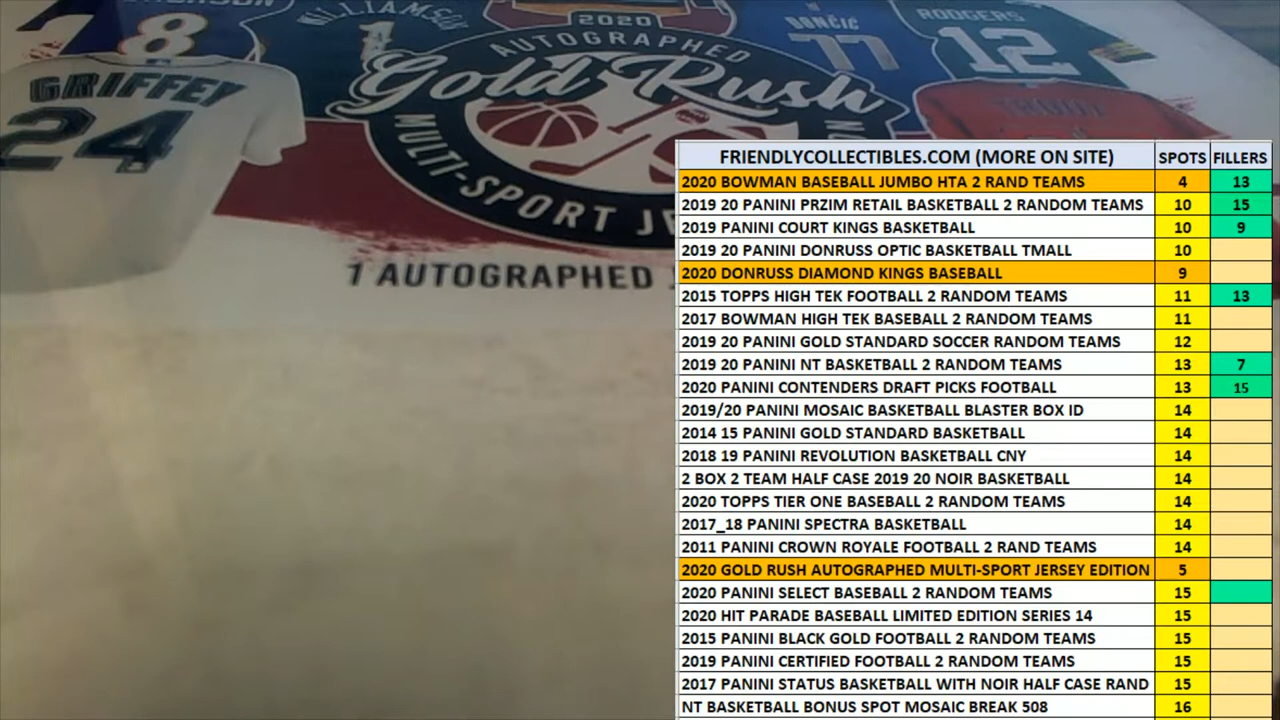 8
WILLIAMSON
1
2020
DONČIĆ
77
RODGERS
12
GRIFFEY
24
AUTOGRAPHED
Gold Rush
MULTI-SPORT
1 AUTOGRAPHED
TROUT
FRIENDLYCOLLECTIBLES.COM (MORE ON SITE) SPOTS FILLERS
2020 BOWMAN BASEBALL JUMBO HTA 2 RAND TEAMS 4 13
2019 20 PANINI PRZIM RETAIL BASKETBALL 2 RANDOM TEAMS 10 15
2019 PANINI COURT KINGS BASKETBALL 10 9
2019 20 PANINI DONRUSS OPTIC BASKETBALL TMALL 10
2020 DONRUSS DIAMOND KINGS BASEBALL 9
2015 TOPPS HIGH TEK FOOTBALL 2 RANDOM TEAMS 11 13
2017 BOWMAN HIGH TEK BASEBALL 2 RANDOM TEAMS 11
2019 20 PANINI GOLD STANDARD SOCCER RANDOM TEAMS 12
2019 20 PANINI NT BASKETBALL 2 RANDOM TEAMS 13 7
2020 PANINI CONTENDERS DRAFT PICKS FOOTBALL 13 15
2019/20 PANINI MOSAIC BASKETBALL BLASTER BOX ID 14
2014 15 PANINI GOLD STANDARD BASKETBALL 14
2018 19 PANINI REVOLUTION BASKETBALL CNY 14
2 BOX 2 TEAM HALF CASE 2019 20 NOIR BASKETBALL 14
2020 TOPPS TIER ONE BASEBALL 2 RANDOM TEAMS 14
2017_18 PANINI SPECTRA BASKETBALL 14
2011 PANINI CROWN ROYALE FOOTBALL 2 RAND TEAMS 14
2020 GOLD RUSH AUTOGRAPHED MULTI-SPORT JERSEY EDITION 5
2020 PANINI SELECT BASEBALL 2 RANDOM TEAMS 15
2020 HIT PARADE BASEBALL LIMITED EDITION SERIES 14 15
2015 PANINI BLACK GOLD FOOTBALL 2 RANDOM TEAMS 15
2019 PANINI CERTIFIED FOOTBALL 2 RANDOM TEAMS 15
2017 PANINI STATUS BASKETBALL WITH NOIR HALF CASE RAND 15
NT BASKETBALL BONUS SPOT MOSAIC BREAK 508 16